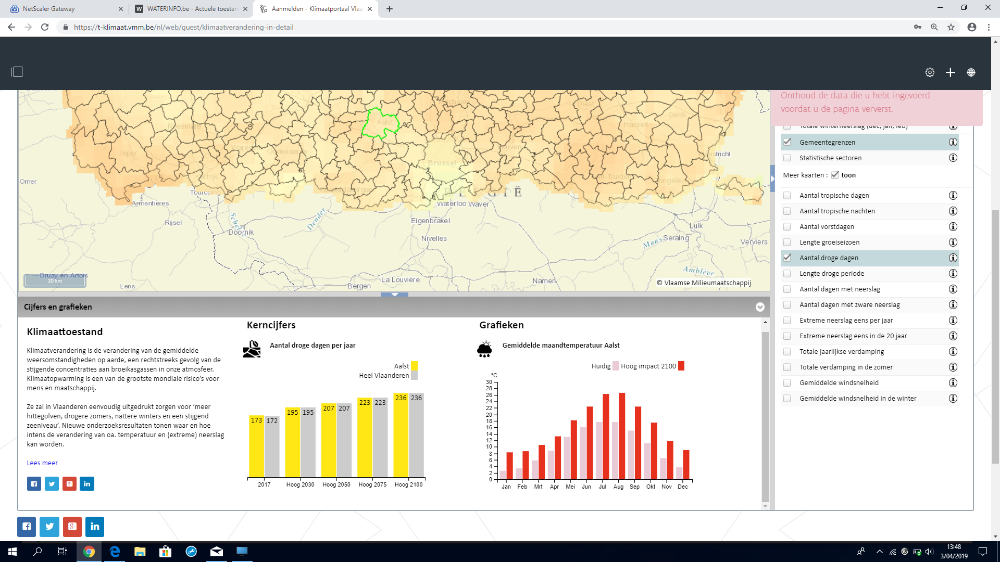 NetScaler Gateway
WATERINFO.be - Actuele toestan
Aanmelden - Klimaatportaal Vlaa
https://t-klimaat.vmm.be/nl/web/guest/klimaatverandering-in-detail
Onthoud de data die u hebt ingevoerd
voordat u de pagina ververst.
Totale winterneerslag (dec, jan, feb)
Gemeentegrenzen
Statistische sectoren
Meer kaarten : toon
Aantal tropische dagen
Aantal tropische nachten
Aantal vorstdagen
Lengte groeiseizoen
Aantal droge dagen
Lengte droge periode
Aantal dagen met neerslag
Aantal dagen met zware neerslag
Extreme neerslag eens per jaar
Extreme neerslag eens in de 20 jaar
Totale jaarlijkse verdamping
Totale verdamping in de zomer
Gemiddelde windsnelheid
Gemiddelde windsnelheid in de winter
Diest
Genk
Roeselare
Aalst
Hasselt
Ieper
Oudenaarde
Brussel
Omer
Tourcoing
Armentieres
Waterloo Waver
Rijsel
Dender
Doornik
Eigenbrakel
Nivelles
Luik
Maas
Seraing
Verviers
Bruay-en-Artois
20 km
Lens
Bergen
La Louvière
Namen
Amblève
© Vlaamse Milieumaatschappij
Cijfers en grafieken
Klimaattoestand
Klimaatverandering is de verandering van de gemiddelde
weersomstandigheden op aarde, een rechtstreeks gevolg van de
stijgende concentraties aan broeikasgassen in onze atmosfeer.
Klimaatopwarming is een van de grootste mondiale risico's voor
mens en maatschappij.
Ze zal in Vlaanderen eenvoudig uitgedrukt zorgen voor ‘meer
hittegolven, drogere zomers, nattere winters en een stijgend
zeeniveau’. Nieuwe onderzoeksresultaten tonen waar en hoe
intens de verandering van oa. temperatuur en (extreme) neerslag
kan worden.
Lees meer
Kerncijfers
Aantal droge dagen per jaar
Aalst
Heel Vlaanderen
173 172 195 195 207 207 223 223 236 236
2017 Hoog 2030 Hoog 2050 Hoog 2075 Hoog 2100
Grafieken
Gemiddelde maandtemperatuur Aalst
Huidig Hoog impact 2100
°C
30
28
26
24
22
20
18
16
14
12
10
8
6
4
2
0
Jan Feb Mrt Apr Mei Jun Jul Aug Sep Okt Nov Dec
13:48
3/04/2019